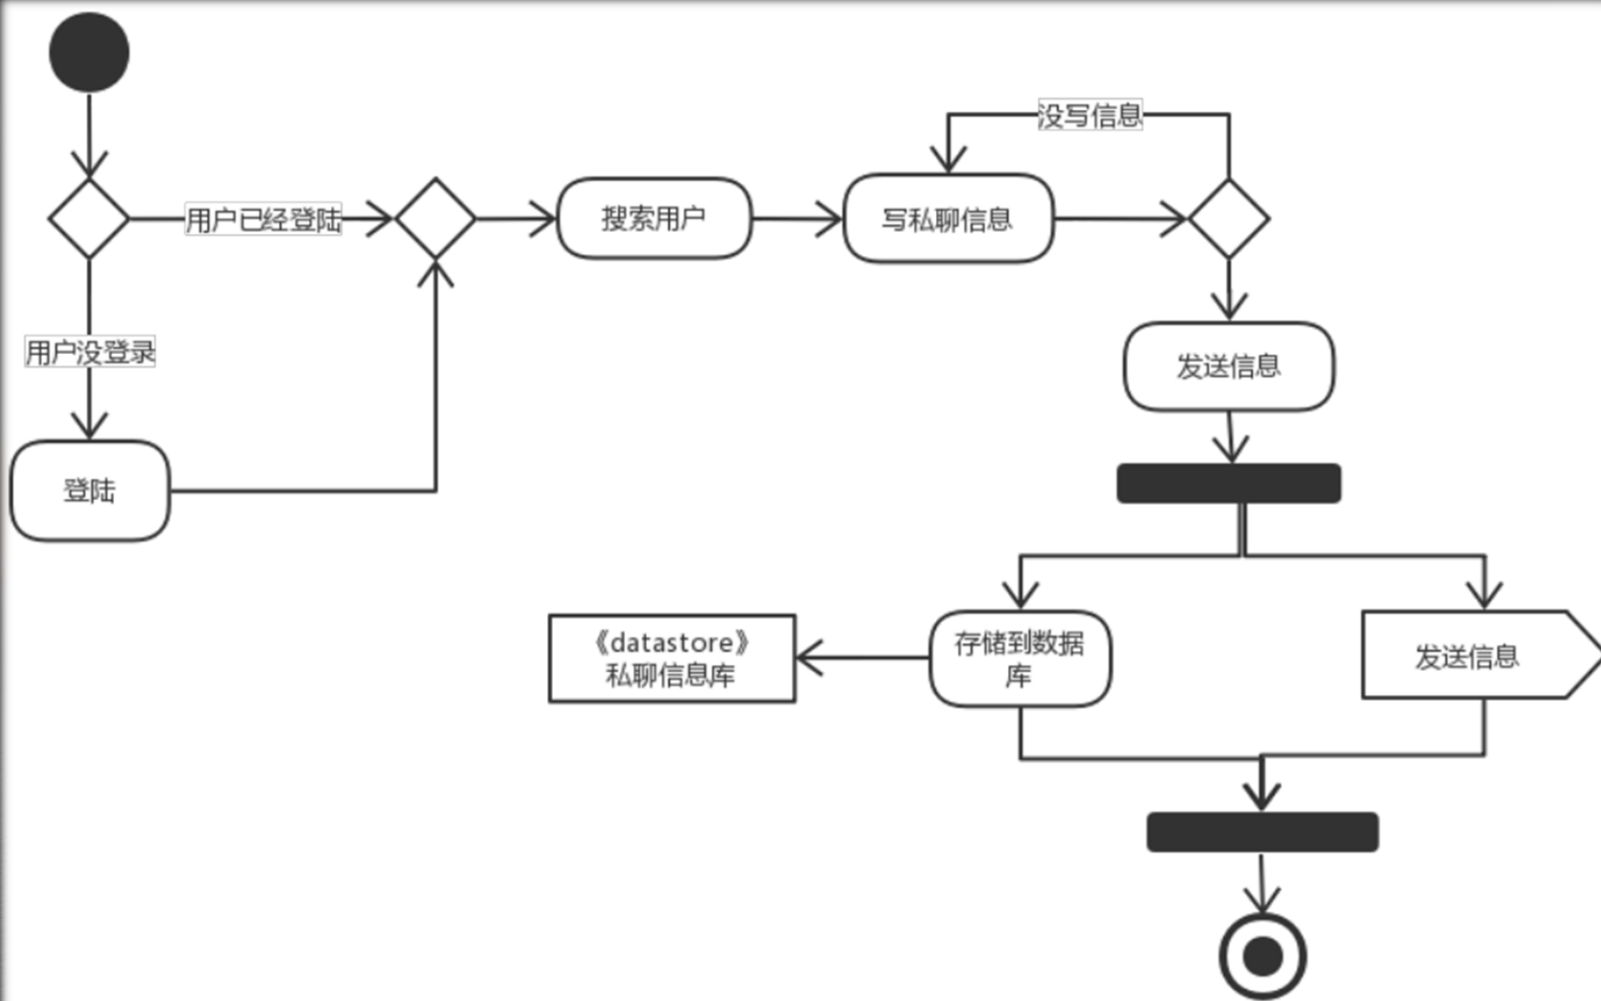 没写信息
用户已经登陆
搜索用户
写私聊信息
用户没登录
发送信息
登陆
《datastore》
私聊信息库
存储到数据
库
发送信息